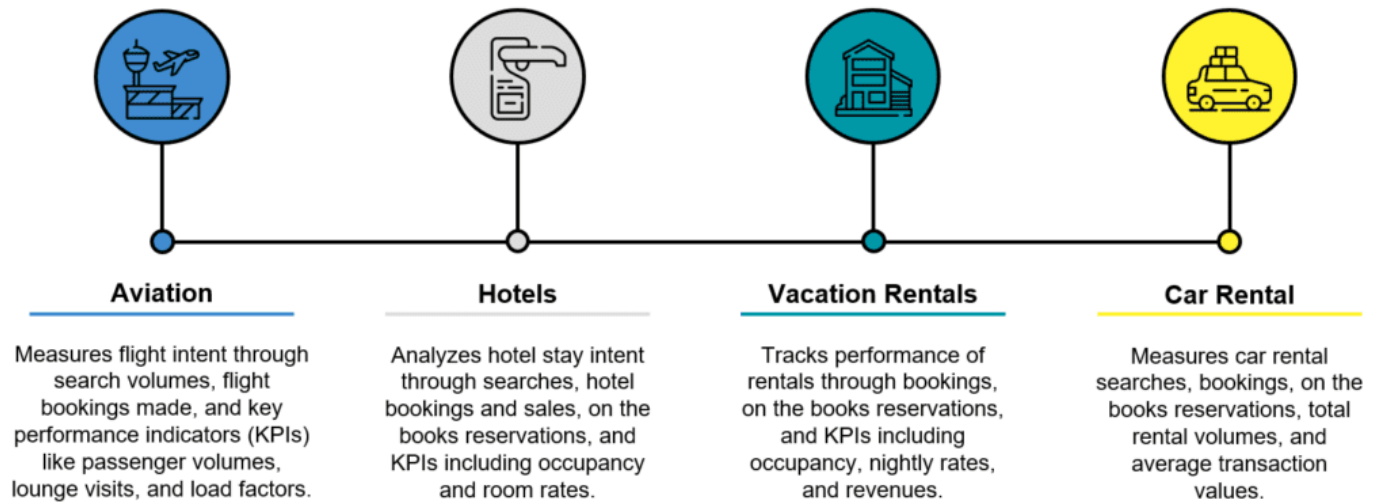 Aviation
Measures flight intent through
search volumes, flight
bookings made, and key
performance indicators (KPIs)
like passenger volumes,
lounge visits, and load factors.
Hotels
Analyzes hotel stay intent
through searches, hotel
bookings and sales, on the
books reservations, and
KPIs including occupancy
and room rates.
Vacation Rentals
Tracks performance of
rentals through bookings,
on the books reservations,
and KPIs including
occupancy, nightly rates,
and revenues.
Car Rental
Measures car rental
searches, bookings, on the
books reservations, total
rental volumes, and
average transaction
values.